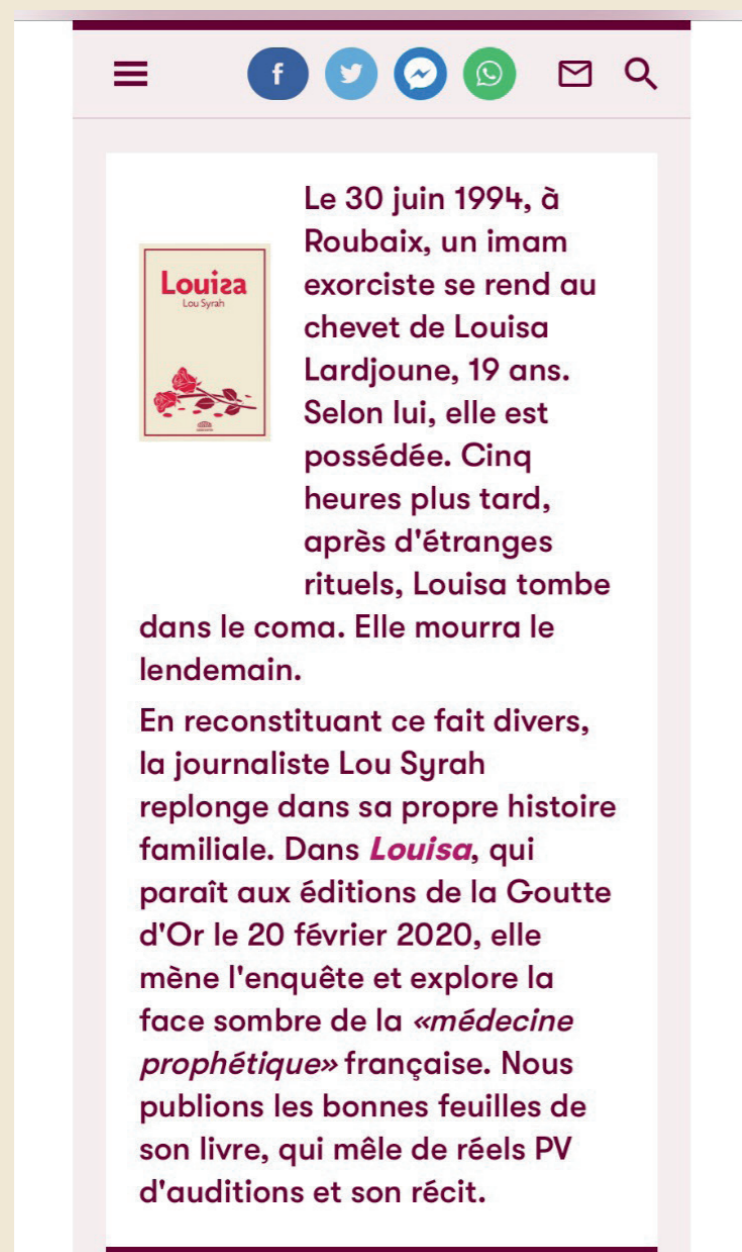 Louisa
Lou Syrah
Le 30 juin 1994, à
Roubaix, un imam
exorciste se rend au
chevet de Louisa
Lardjoune, 19 ans.
Selon lui, elle est
possédée. Cinq
heures plus tard,
après d'étranges
rituels, Louisa tombe
dans le coma. Elle mourra le
lendemain.
En reconstituant ce fait divers,
la journaliste Lou Syrah
replonge dans sa propre histoire
familiale. Dans Louisa, qui
paraît aux éditions de la Goutte
d'Or le 20 février 2020, elle
mène l'enquête et explore la
face sombre de la «médecine
prophétique» française. Nous
publions les bonnes feuilles de
son livre, qui mêle de réels PV
d'auditions et son récit.